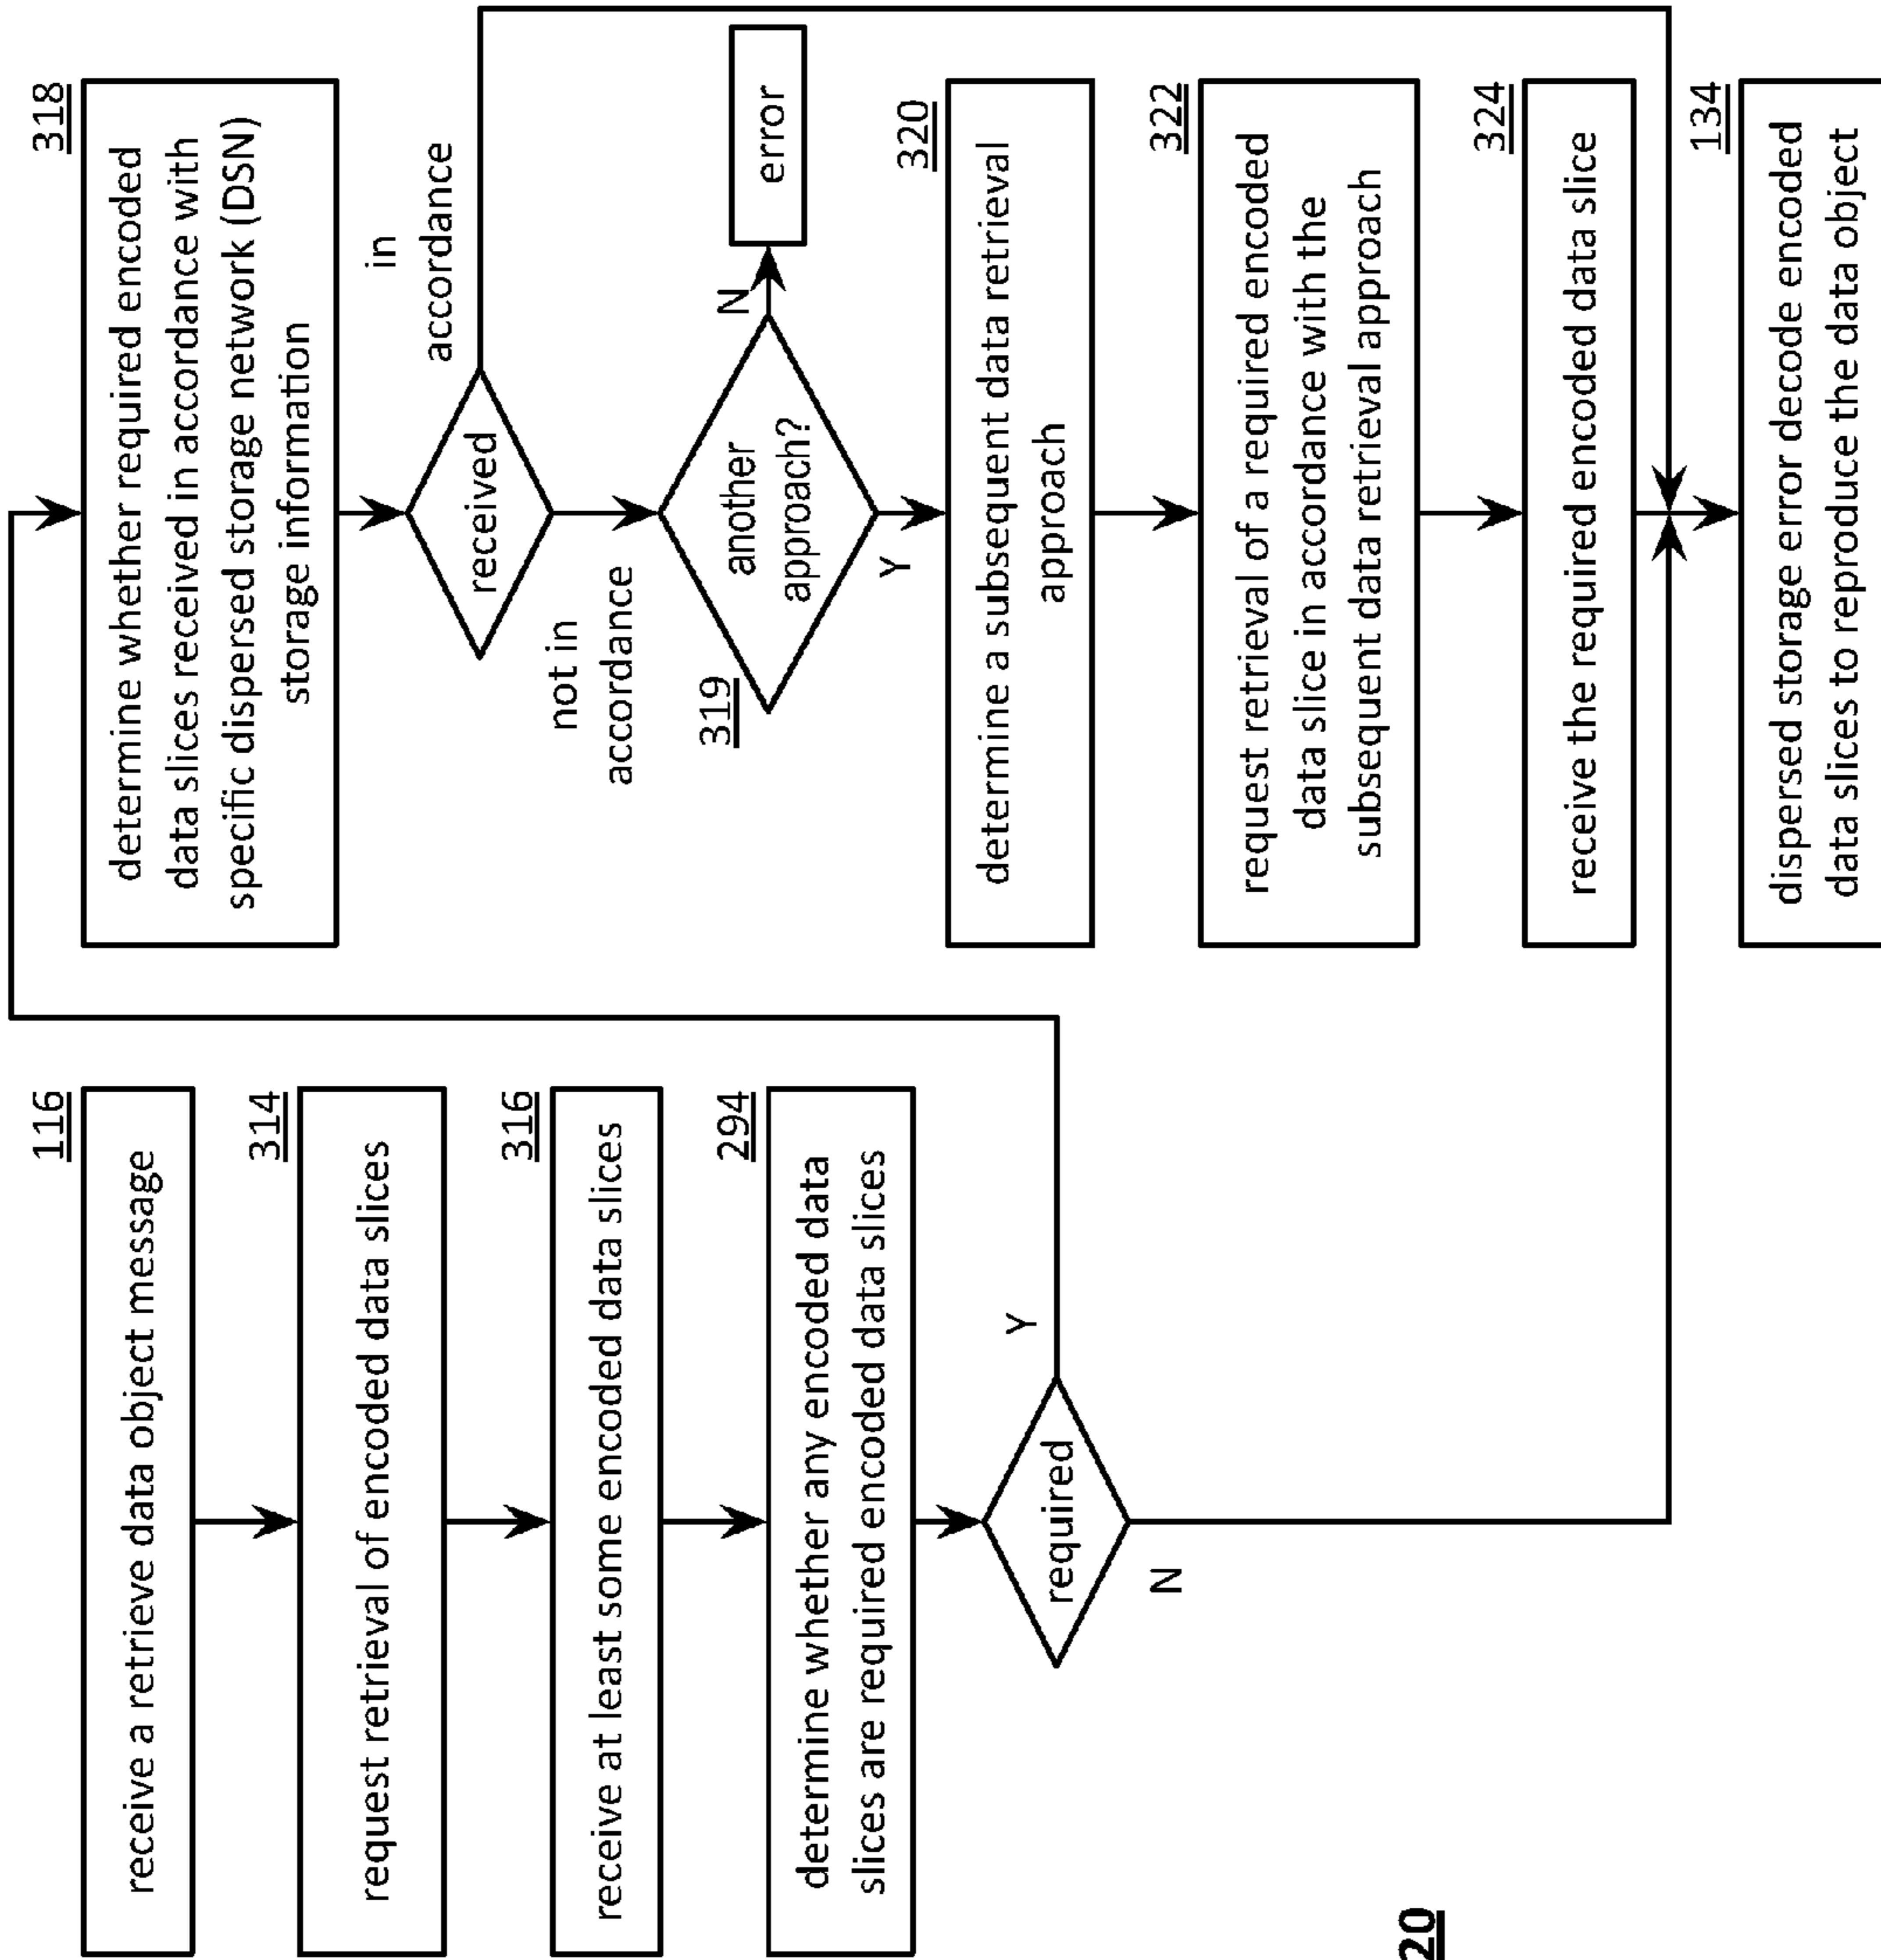 116
receive a retrieve data object message
314
request retrieval of encoded data slices
316
receive at least some encoded data slices
294
determine whether any encoded data
slices are required encoded data slices
required
Y
N
318
determine whether required encoded
data slices received in accordance with
specific dispersed storage network (DSN)
storage information
received
in
accordance
not in
accordance
319
another
approach?
N
error
Y
320
determine a subsequent data retrieval
approach
322
request retrieval of a required encoded
data slice in accordance with the
subsequent data retrieval approach
324
receive the required encoded data slice
134
dispersed storage error decode encoded
data slices to reproduce the data object
20